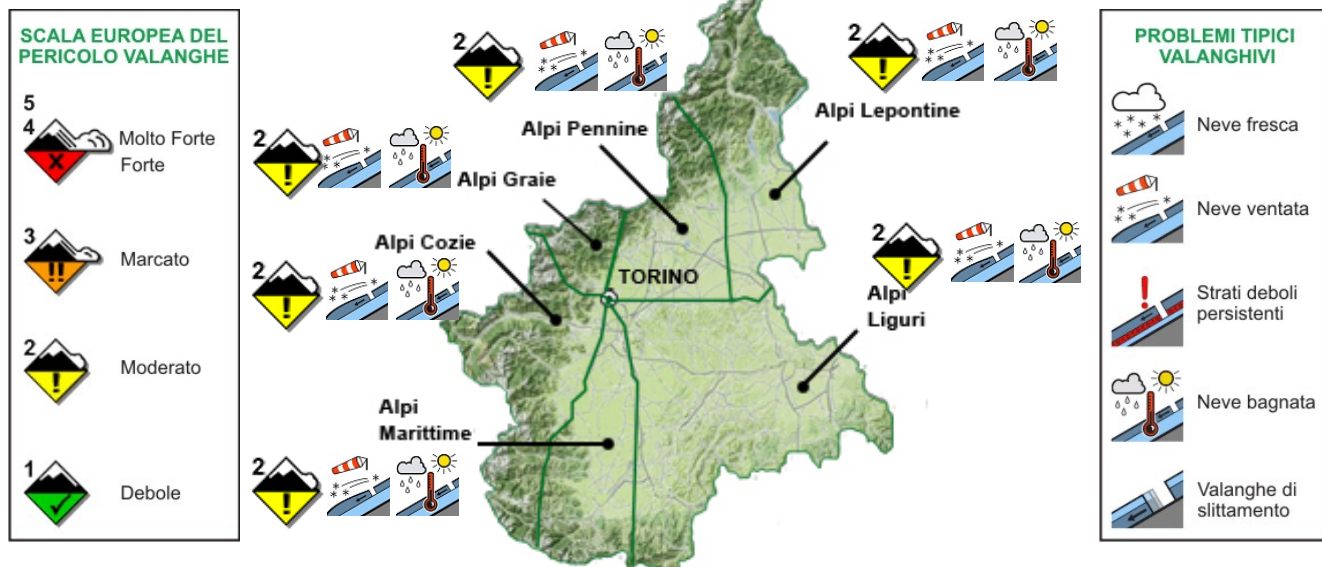 SCALA EUROPEA DEL
PERICOLO VALANGHE
5
4
Molto Forte
Forte
3
Marcato
2
Moderato
1
Debole
2
2
Alpi Lepontine
Alpi Pennine
2
Alpi Graie
Alpi Cozie
2
2
TORINO
Alpi
Liguri
Alpi
Marittime
2
PROBLEMI TIPICI
VALANGHIVI
Neve fresca
Neve ventata
Strati deboli
persistenti
Neve bagnata
Valanghe di
slittamento